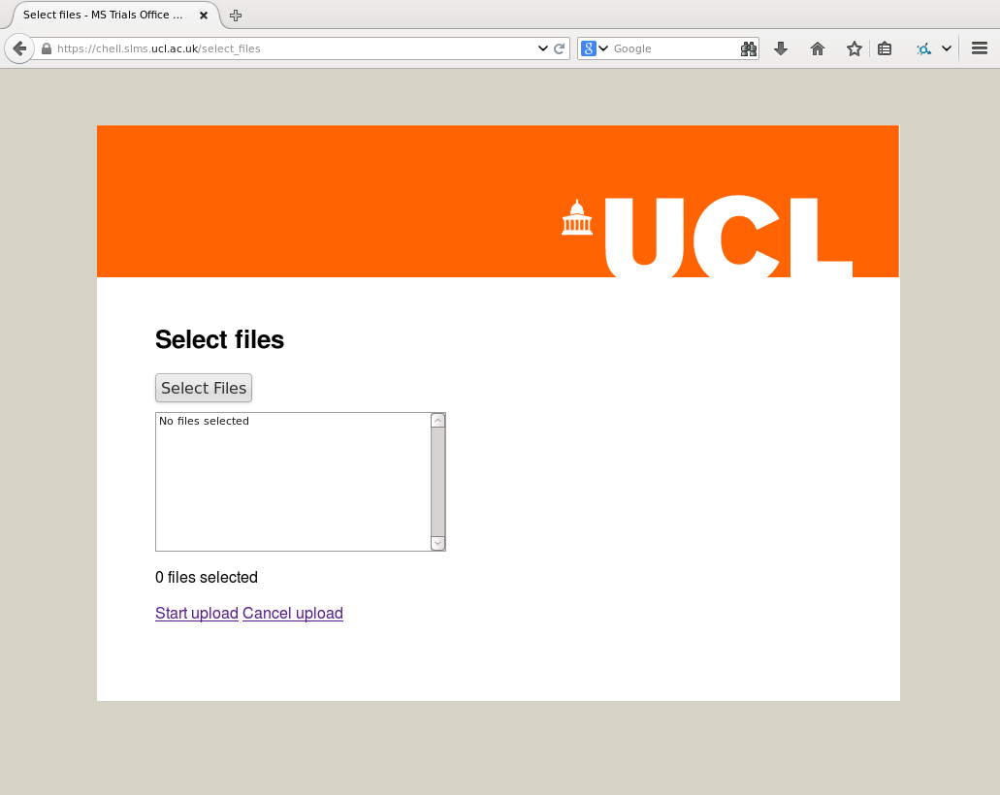 Select files - MS Trials Office ...
https://chell.slms.ucl.ac.uk/select_files
8 Google
UCL
Select files
Select Files
No files selected
0 files selected
Start upload Cancel upload